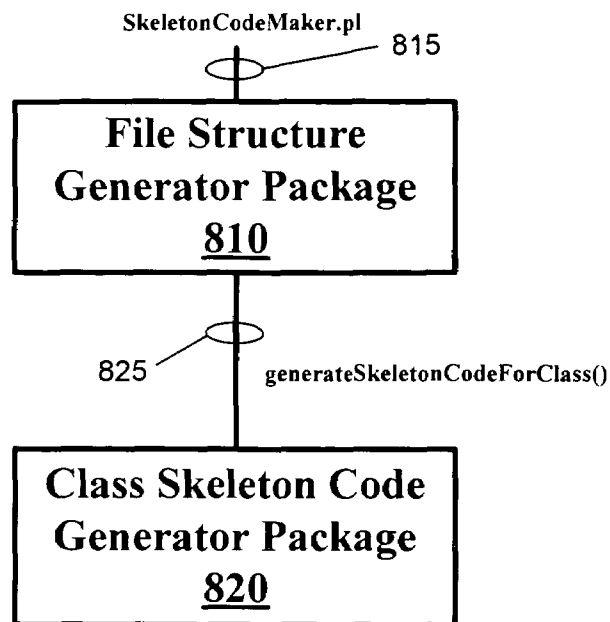 SkeletonCodeMaker.pl
815
File Structure
Generator Package
810
825
generateSkeletonCodeForClass()
Class Skeleton Code
Generator Package
820